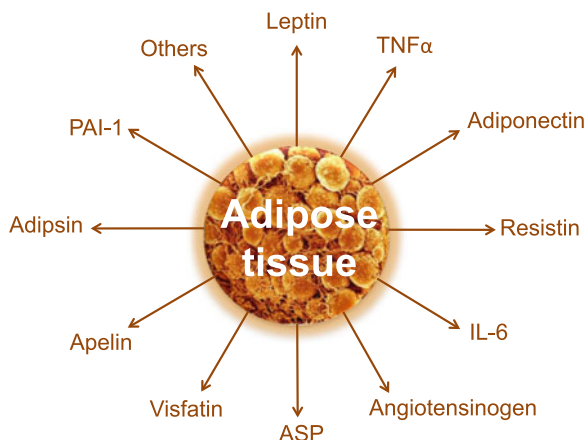 Leptin
Others
TNFα
PAI-1
Adiponectin
Adipsin
Adipose
tissue
Resistin
Apelin
IL-6
Visfatin
Angiotensinogen
ASP